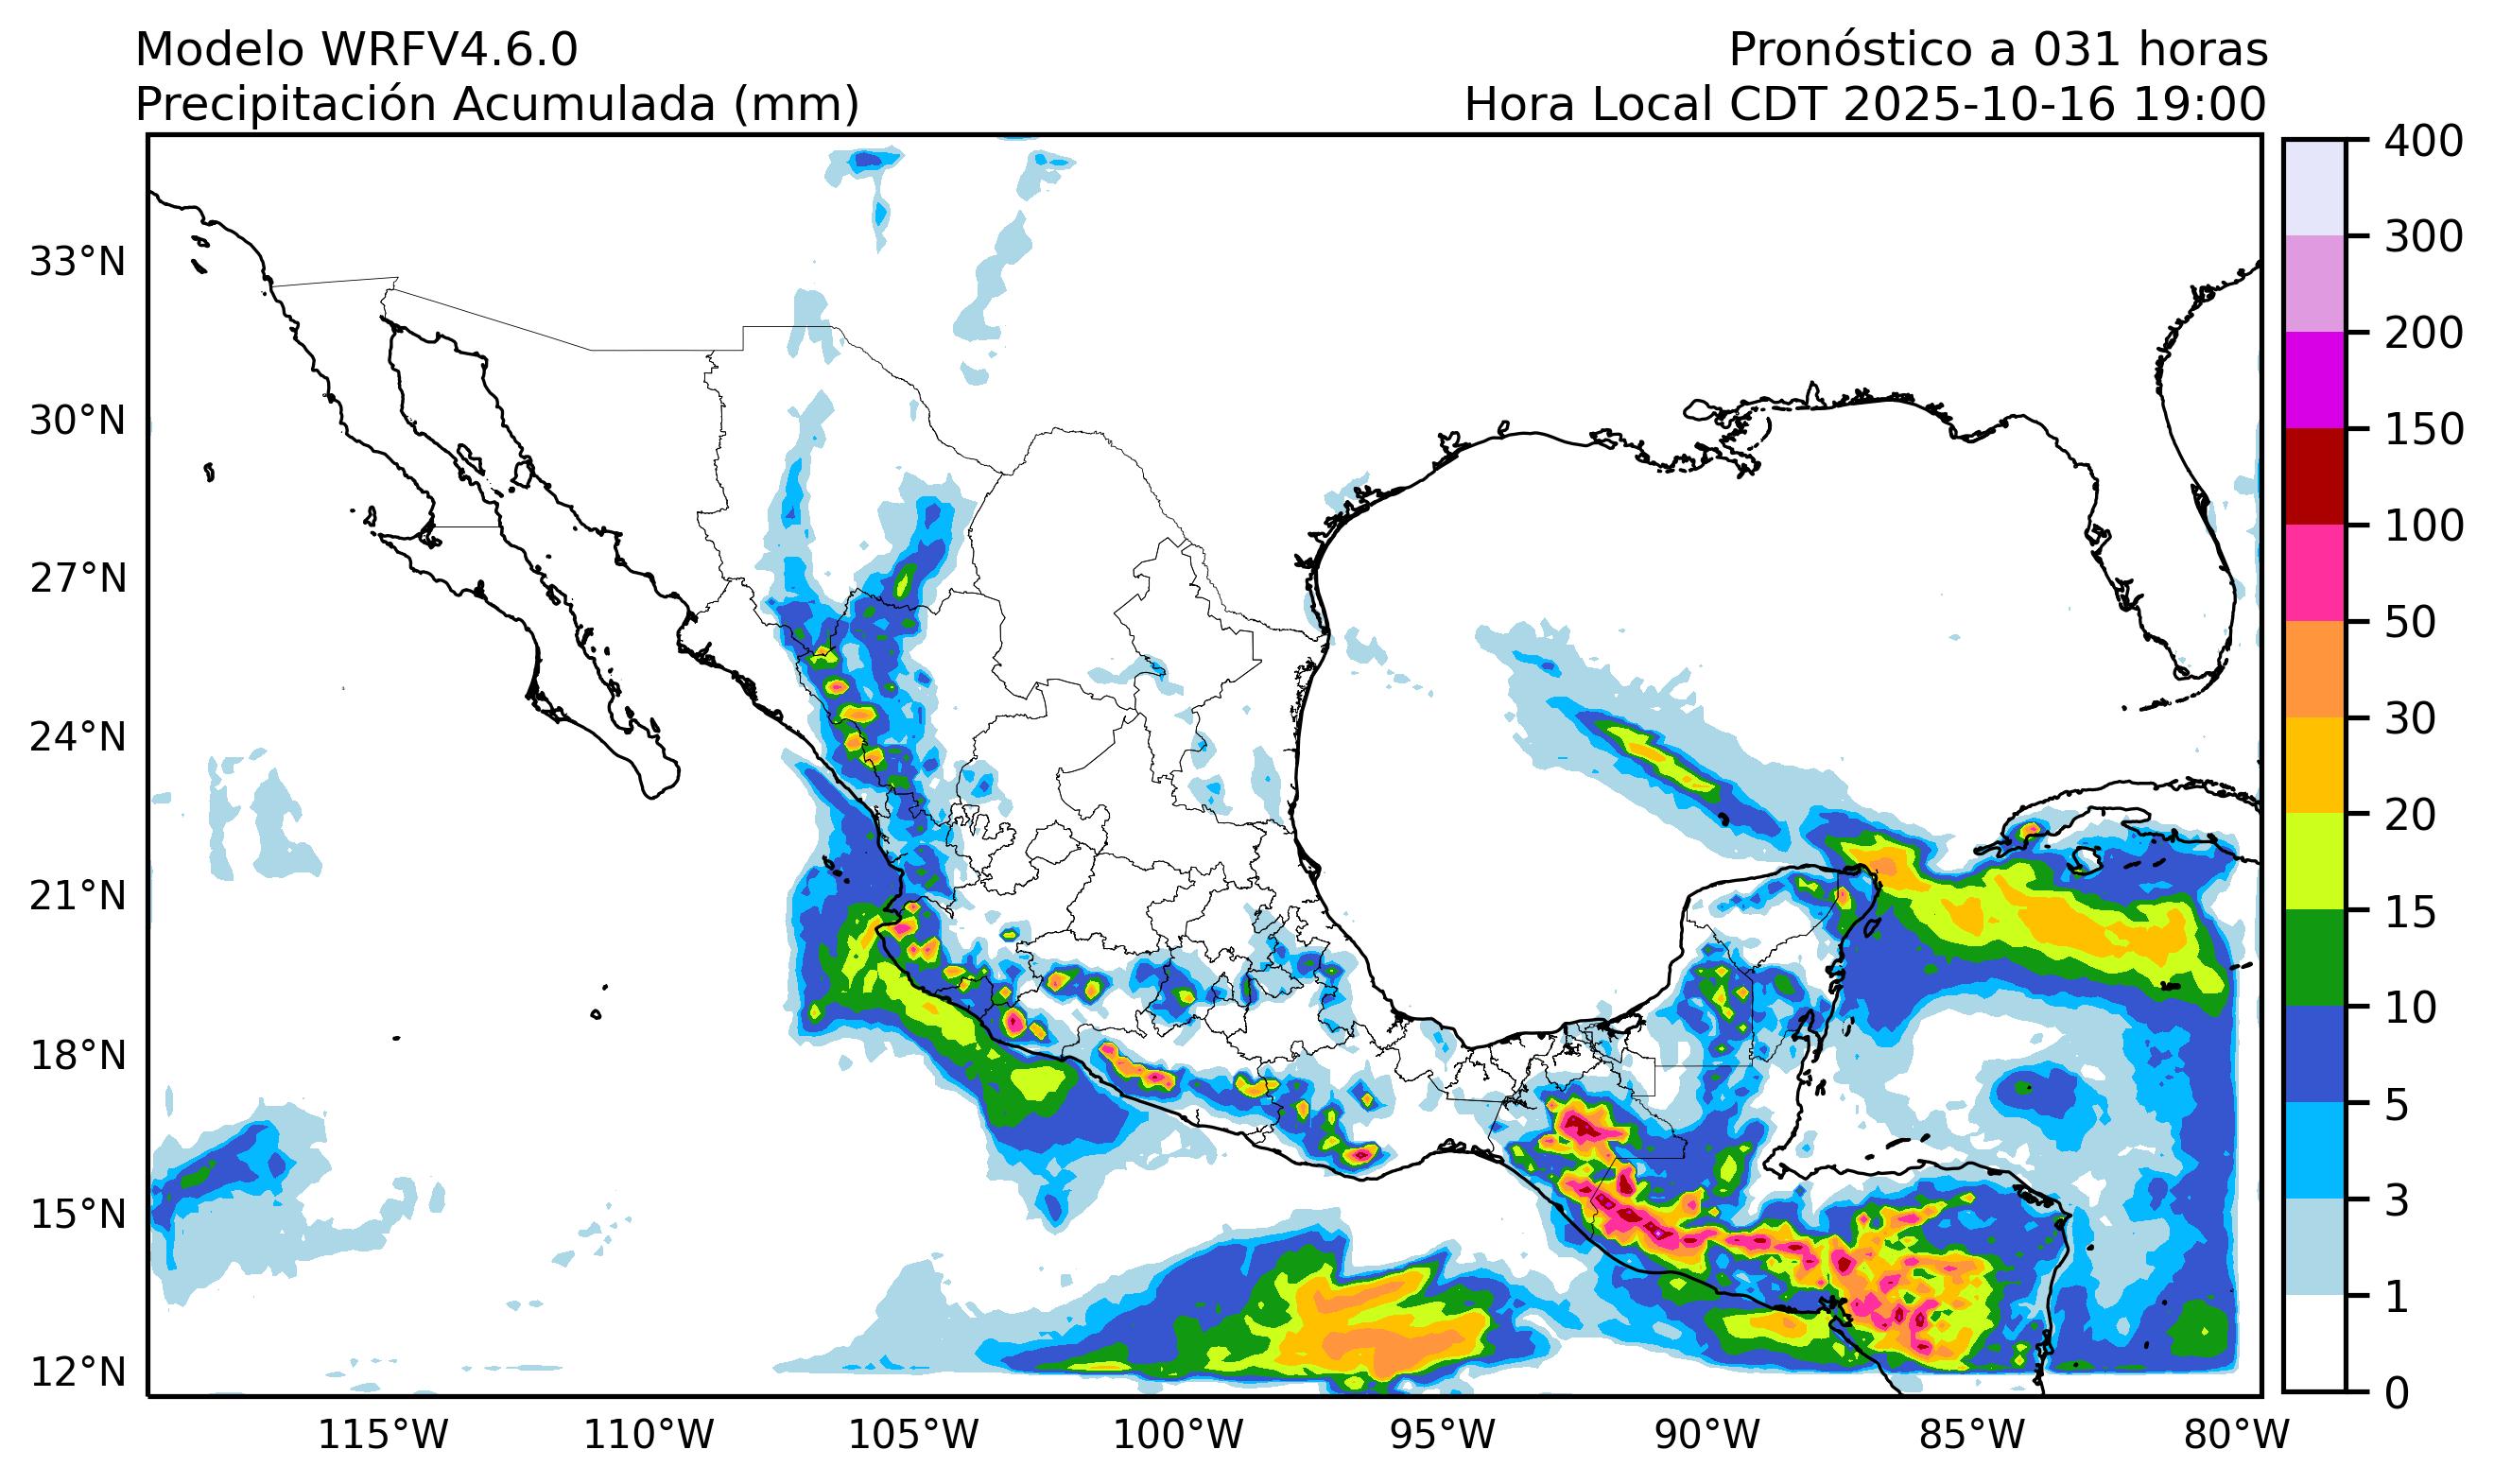 Modelo WRFV4.6.0
Pronóstico a 031 horas
Precipitación Acumulada (mm)
Hora Local CDT 2025-10-16 19:00
400
300
200
150
100
50
30
20
15
10
5
3
1
0
33°N
30°N
27°N
24°N
21°N
18°N
15°N
12°N
115°W
110°W
105°W
100°W
95°W
90°W
85°W
80°W